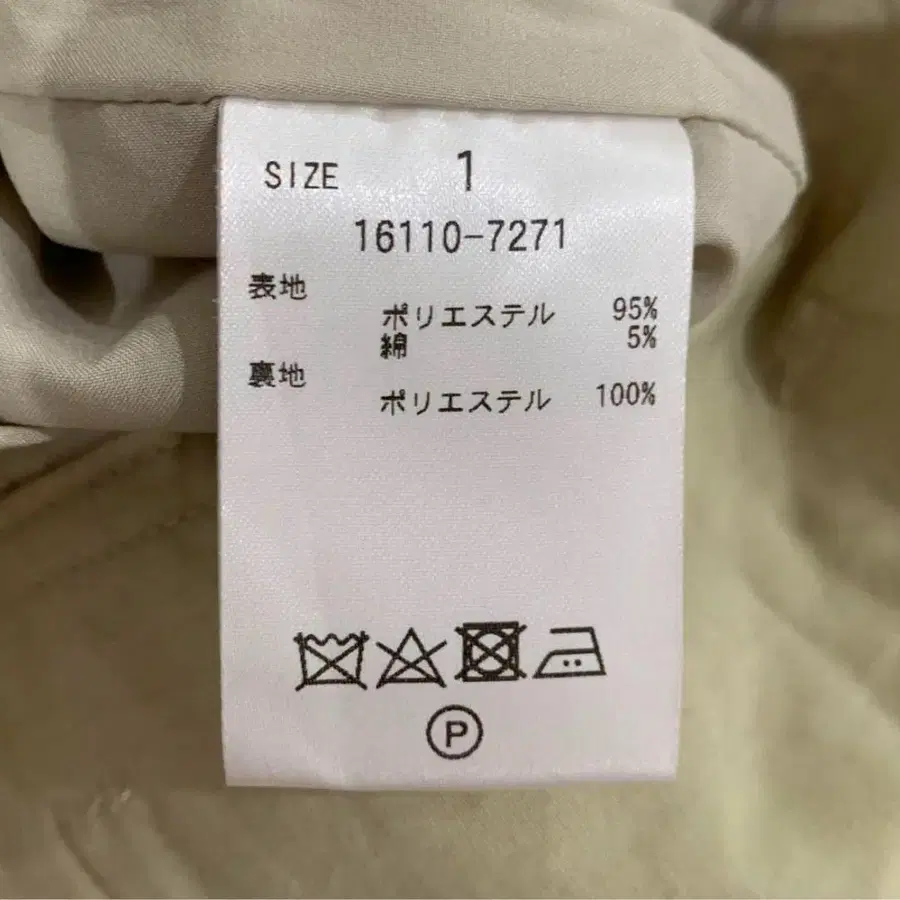 SIZE 1
16110-7271
表地
ポリエステル 95%
綿 5%
裏地
ポリエステル 100%
P